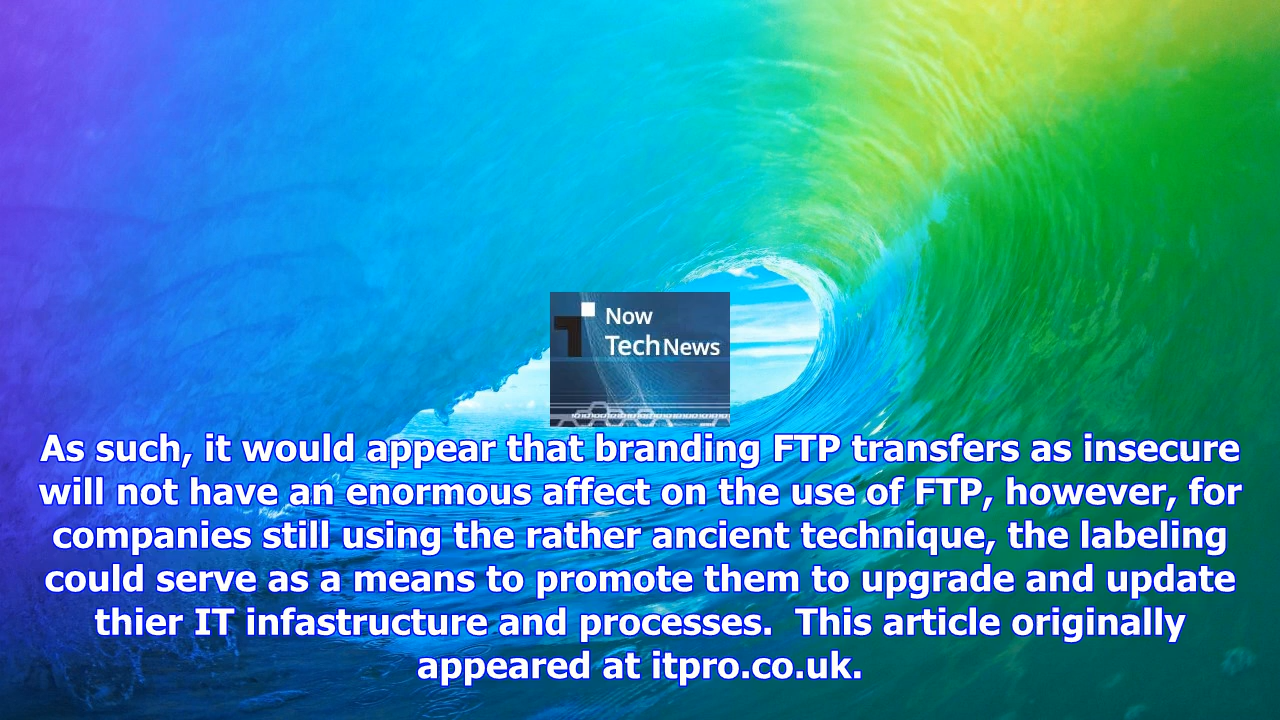 Now
TechNews
As such, it would appear that branding FTP transfers as insecure
will not have an enormous affect on the use of FTP, however, for
companies still using the rather ancient technique, the labeling
could serve as a means to promote them to upgrade and update
thier IT infastructure and processes.  This article originally
appeared at itpro.co.uk.